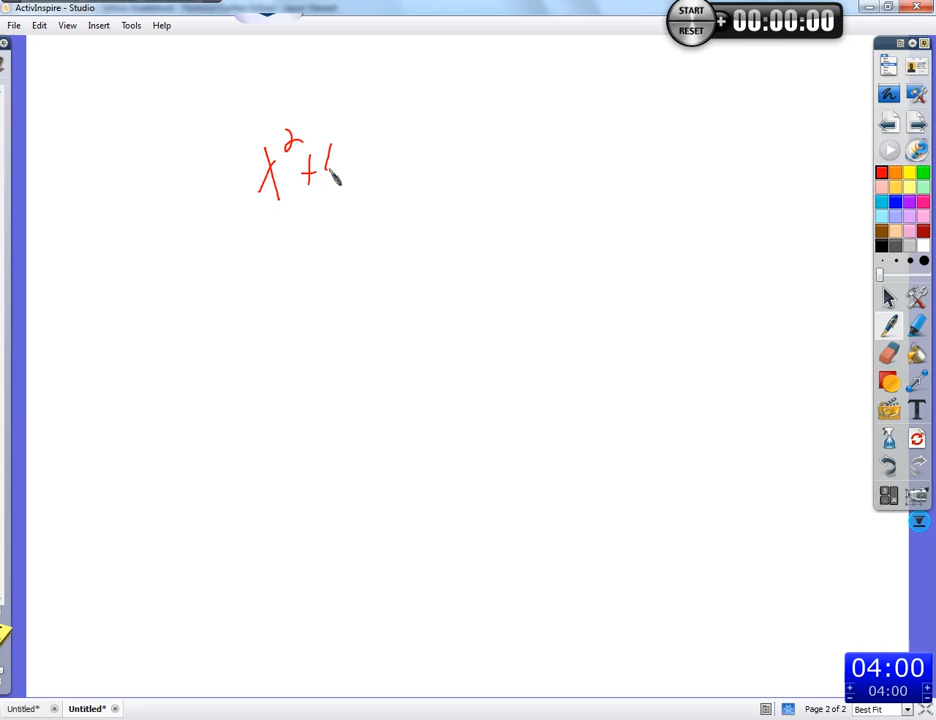 ActivInspire - Studio
File Edit View Insert Tools Help
START
RESET
00:00:00
x²+
04:00
04:00
Untitled* Untitled*
Page 2 of 2 Best Fit